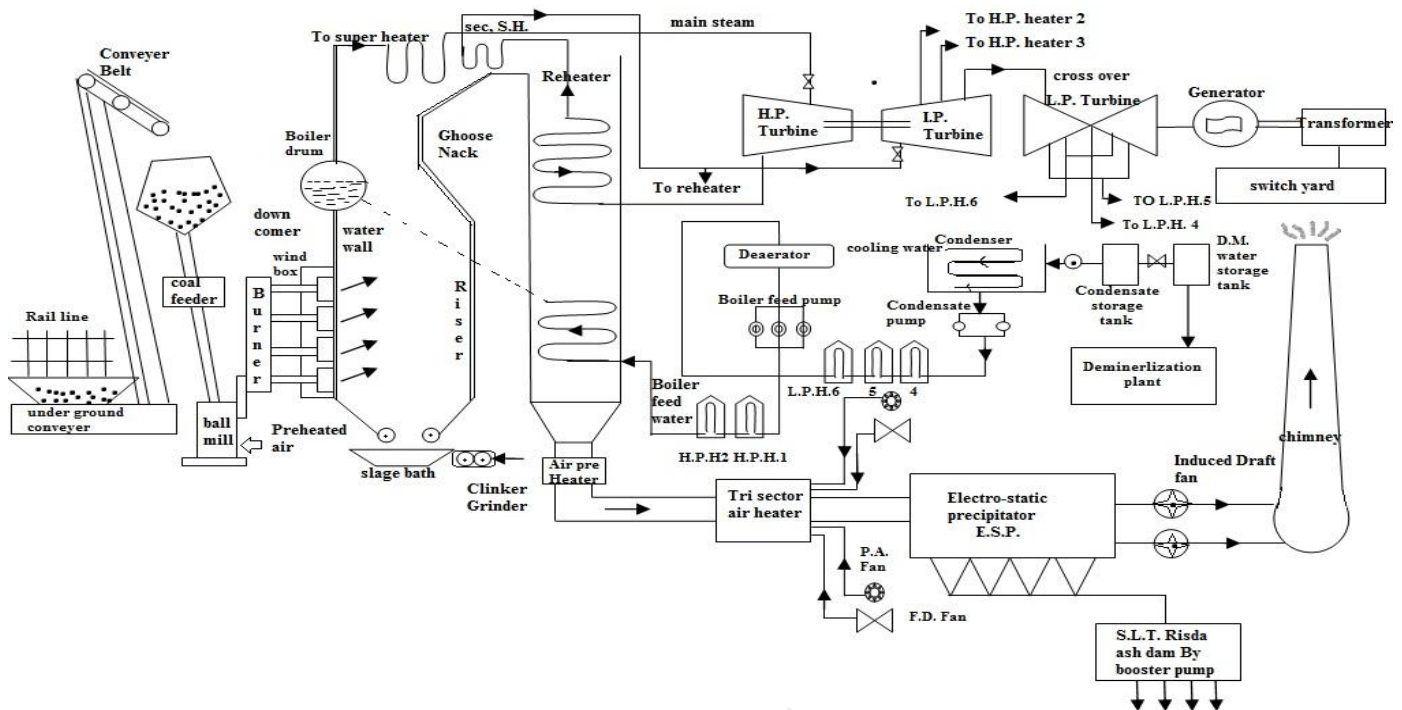 To H.P. heater 2
To H.P. heater 3
main steam
sec, S.H.
To super heater
Conveyer
Belt
Reheater
cross over
L.P. Turbine
Generator
H.P.
Turbine
I.P.
Turbine
Transformer
Boiler
drum
Ghoose
Nack
To reheater
switch yard
To L.P.H.6
TO L.P.H.5
To L.P.H. 4
down
comer
water
wall
wind
box
coal
feeder
Burner
Riser
Deaerator
cooling water
Condenser
D.M.
water
storage
tank
Condensate
storage
tank
Boiler feed pump
Condensate
pump
Rail line
Deminerlization
plant
L.P.H.6
5
4
Boiler
feed
water
under ground
conveyer
ball
mill
Preheated
air
H.P.H2
H.P.H.1
chimney
slage bath
Clinker
Grinder
Air pre
Heater
Induced Draft
fan
Tri sector
air heater
Electro-static
precipitator
E.S.P.
P.A.
Fan
F.D. Fan
S.L.T. Risda
ash dam By
booster pump